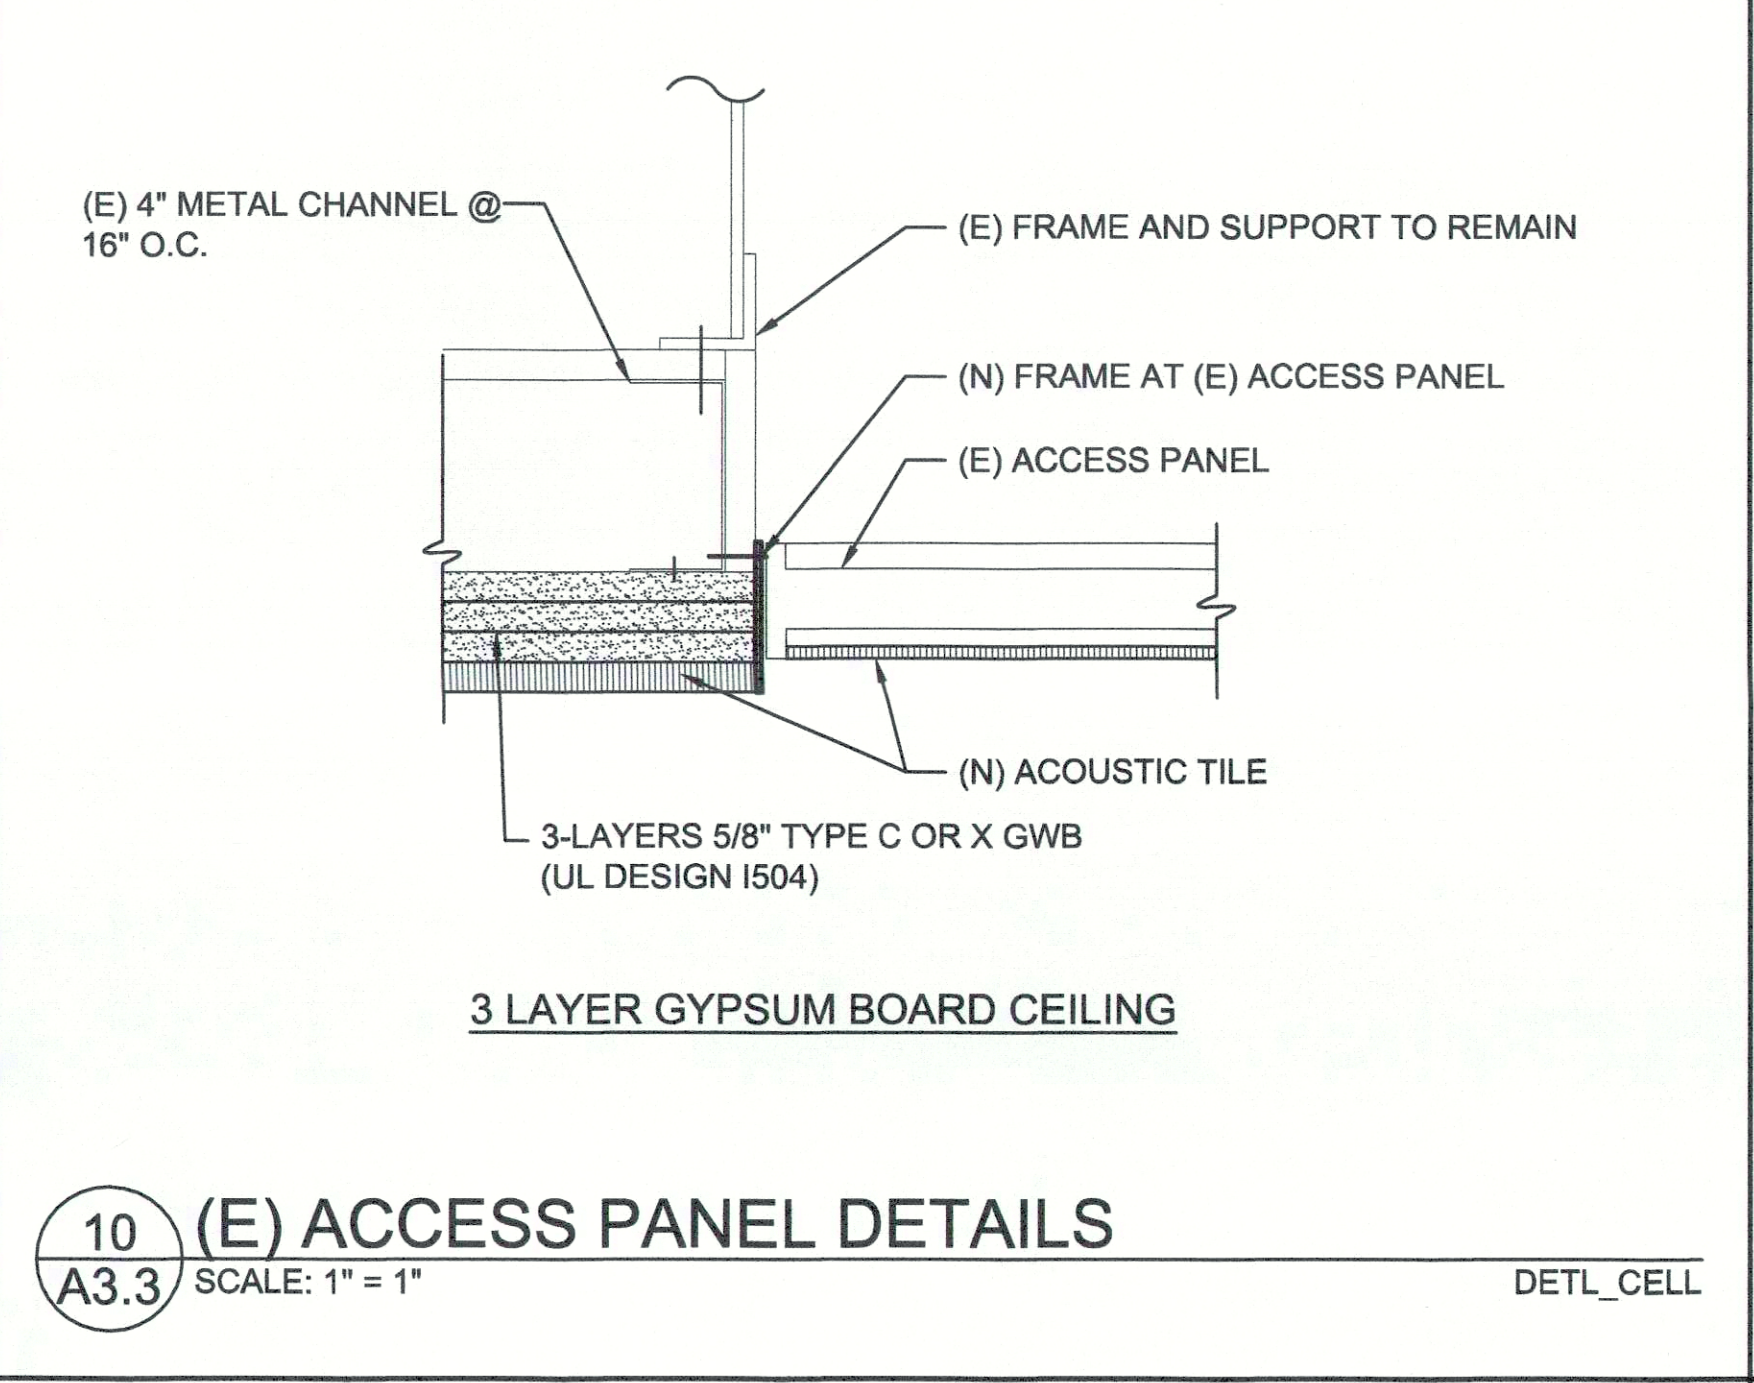 (E) 4" METAL CHANNEL @
16" O.C.
(E) FRAME AND SUPPORT TO REMAIN
(N) FRAME AT (E) ACCESS PANEL
(E) ACCESS PANEL
(N) ACOUSTIC TILE
3-LAYERS 5/8" TYPE C OR X GWB
(UL DESIGN I504)
3 LAYER GYPSUM BOARD CEILING
10
A3.3
(E) ACCESS PANEL DETAILS
SCALE: 1" = 1"
DETL_CELL